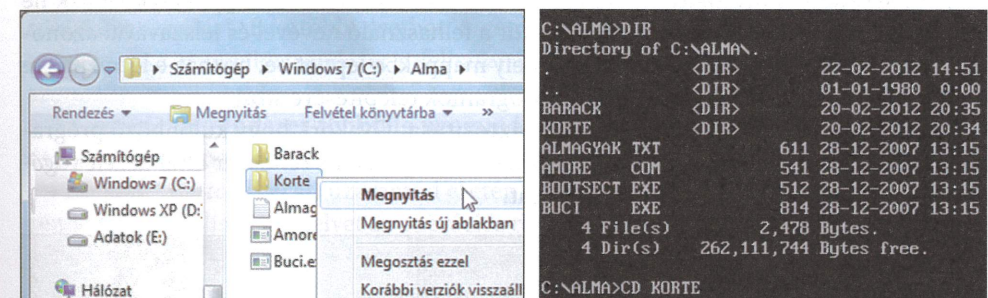 Számítógép ▸ Windows 7 (C:) ▸ Alma ▸
Rendezés Megnyitás Felvétel könyvtárba »
Számítógép
Windows 7 (C:)
Windows XP (D:
Adatok (E:)
Hálózat
Barack
Korte
Almag
Amore
Buci.e
Megnyitás
Megnyitás új ablakban
Megosztás ezzel
Korábbi verziók visszaáll
C:\ALMA>DIR
Directory of C:\ALMA\.
. <DIR> 22-02-2012 14:51
.. <DIR> 01-01-1980 0:00
BARACK <DIR> 20-02-2012 20:35
KORTE <DIR> 20-02-2012 20:34
ALMAGYAK TXT 611 28-12-2007 13:15
AMORE COM 541 28-12-2007 13:15
BOOTSECT EXE 512 28-12-2007 13:15
BUCI EXE 814 28-12-2007 13:15
4 File(s) 2,478 Bytes.
4 Dir(s) 262,111,744 Bytes free.
C:\ALMA>CD KORTE